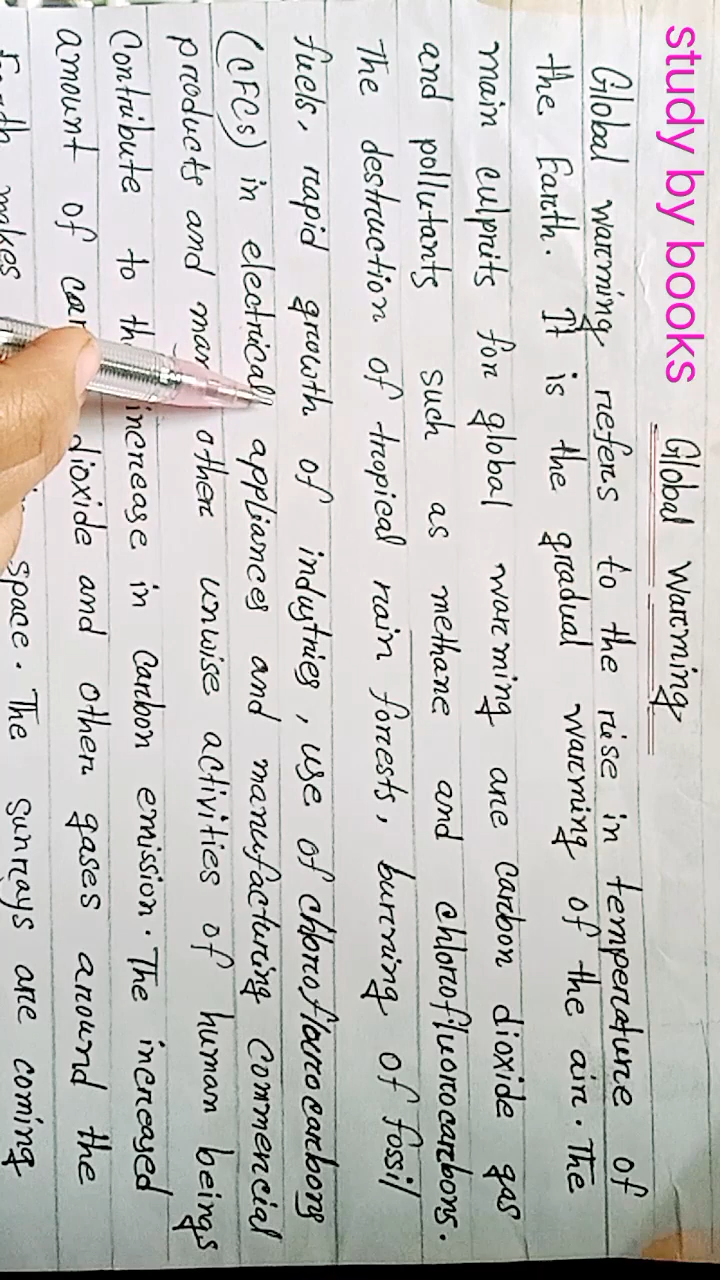 study by books
Global Warming
Global warming refers to the rise in temperature of
the Earth. It is the gradual warming of the air. The
main culprits for global warming are carbon dioxide gas
and pollutants such as methane and chlorofluorocarbons.
The destruction of tropical rain forests, burning of fossil
fuels, rapid growth of industries, use of chloroflourocarbons
(CFCs) in electrical appliances and manufacturing commercial
products and other unwise activities of human beings
contribute to increase in carbon emission. The increased
amount of dioxide and other gases around the
makes space. The sunrays are coming